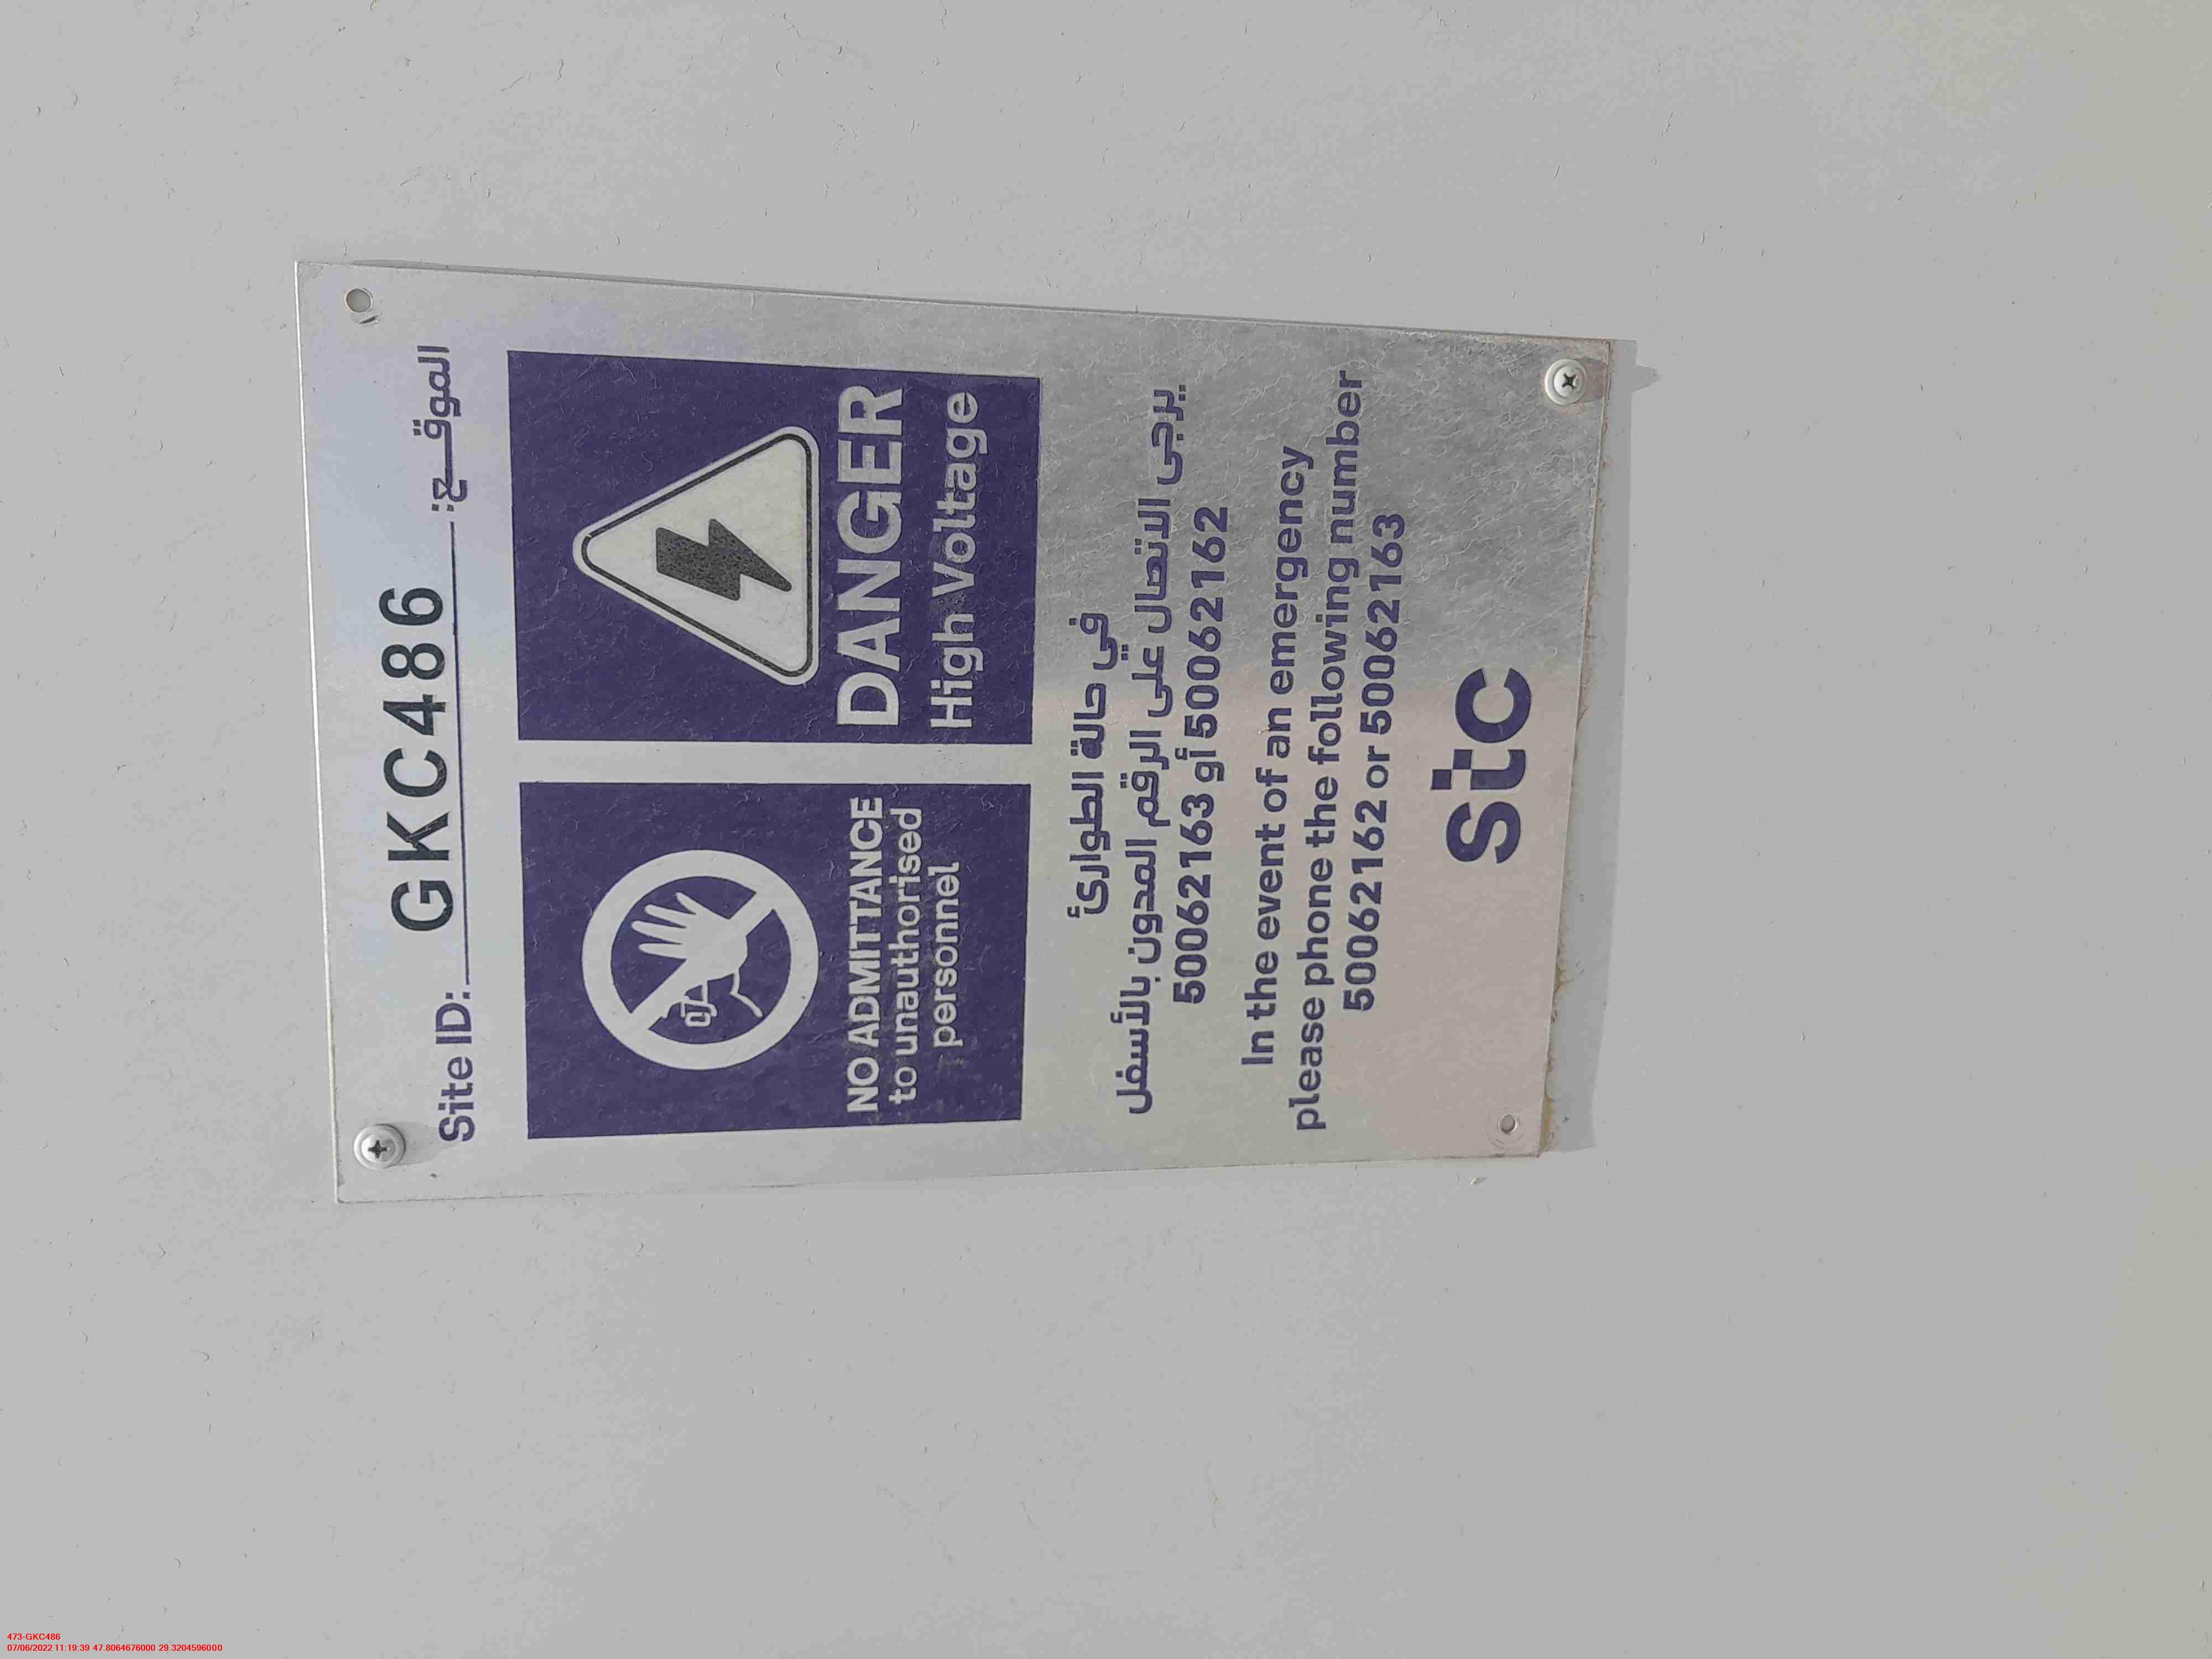 Site ID: GKC486 الموقـع:
NO ADMITTANCE
to unauthorised
personnel
DANGER
High Voltage
في حالة الطوارئ
يرجى الاتصال على الرقم المدون بالأسفل
50062162 أو 50062163
In the event of an emergency
please phone the following number
50062162 or 50062163
stc
473-GKC486
07/06/2022 11:19:39 47.8064676000 29.3204596000